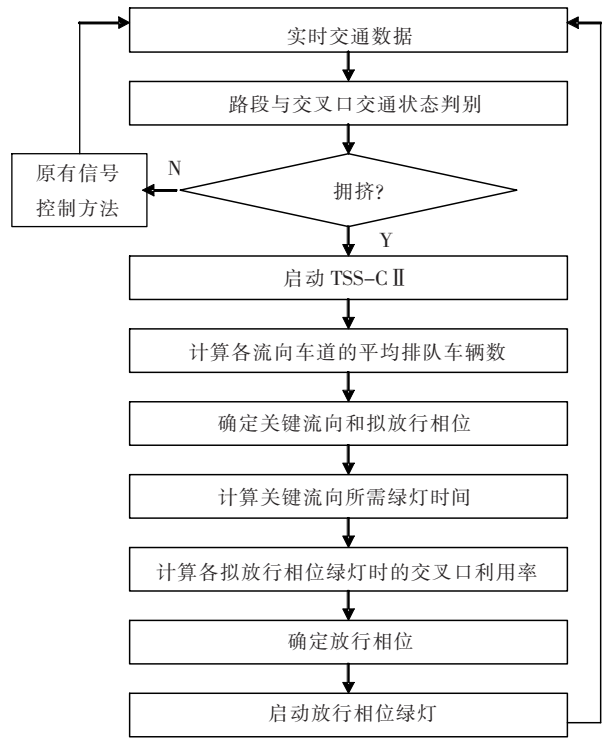 实时交通数据
路段与交叉口交通状态判别
N
原有信号
控制方法
拥挤?
Y
启动 TSS-CⅡ
计算各流向车道的平均排队车辆数
确定关键流向和拟放行相位
计算关键流向所需绿灯时间
计算各拟放行相位绿灯时的交叉口利用率
确定放行相位
启动放行相位绿灯